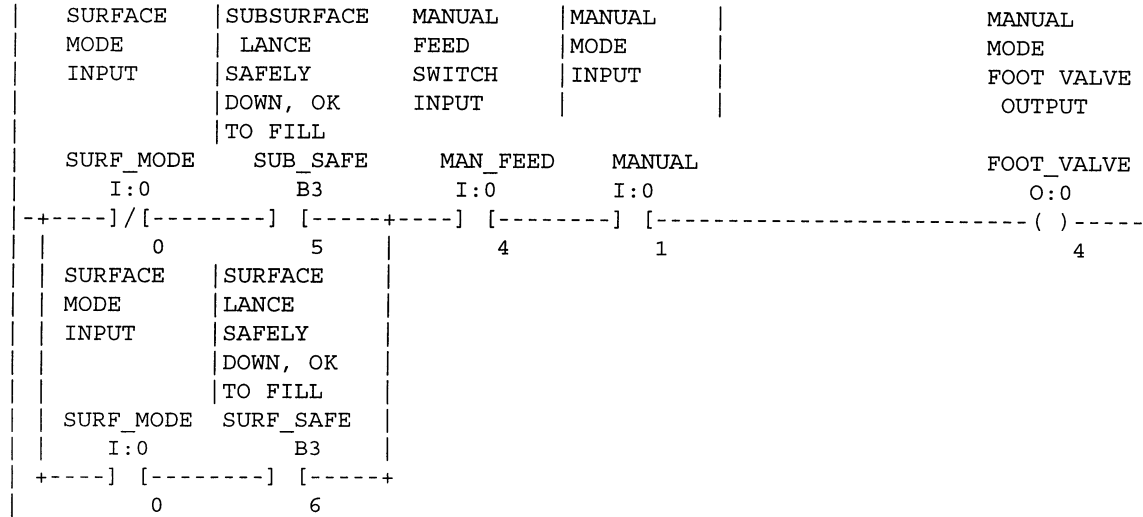 |   SURFACE    |SUBSURFACE   MANUAL    |MANUAL    |                  MANUAL
|   MODE       | LANCE       FEED      |MODE      |                  MODE
|   INPUT      |SAFELY       SWITCH    |INPUT     |                  FOOT VALVE
|              |DOWN, OK     INPUT     |          |                   OUTPUT
|              |TO FILL
|   SURF_MODE    SUB_SAFE      MAN_FEED    MANUAL                     FOOT_VALVE
|      I:0          B3          I:0         I:0                          O:0
|-+----]/[--------] [-----+----] [--------] [--------------------------( )-----
| |       0          5    |       4          1                            4
| | SURFACE    |SURFACE   |
| | MODE       |LANCE     |
| | INPUT      |SAFELY    |
| |            |DOWN, OK  |
| |            |TO FILL   |
| | SURF_MODE   SURF_SAFE |
| |    I:0          B3    |
| +----] [--------] [-----+
|         0          6